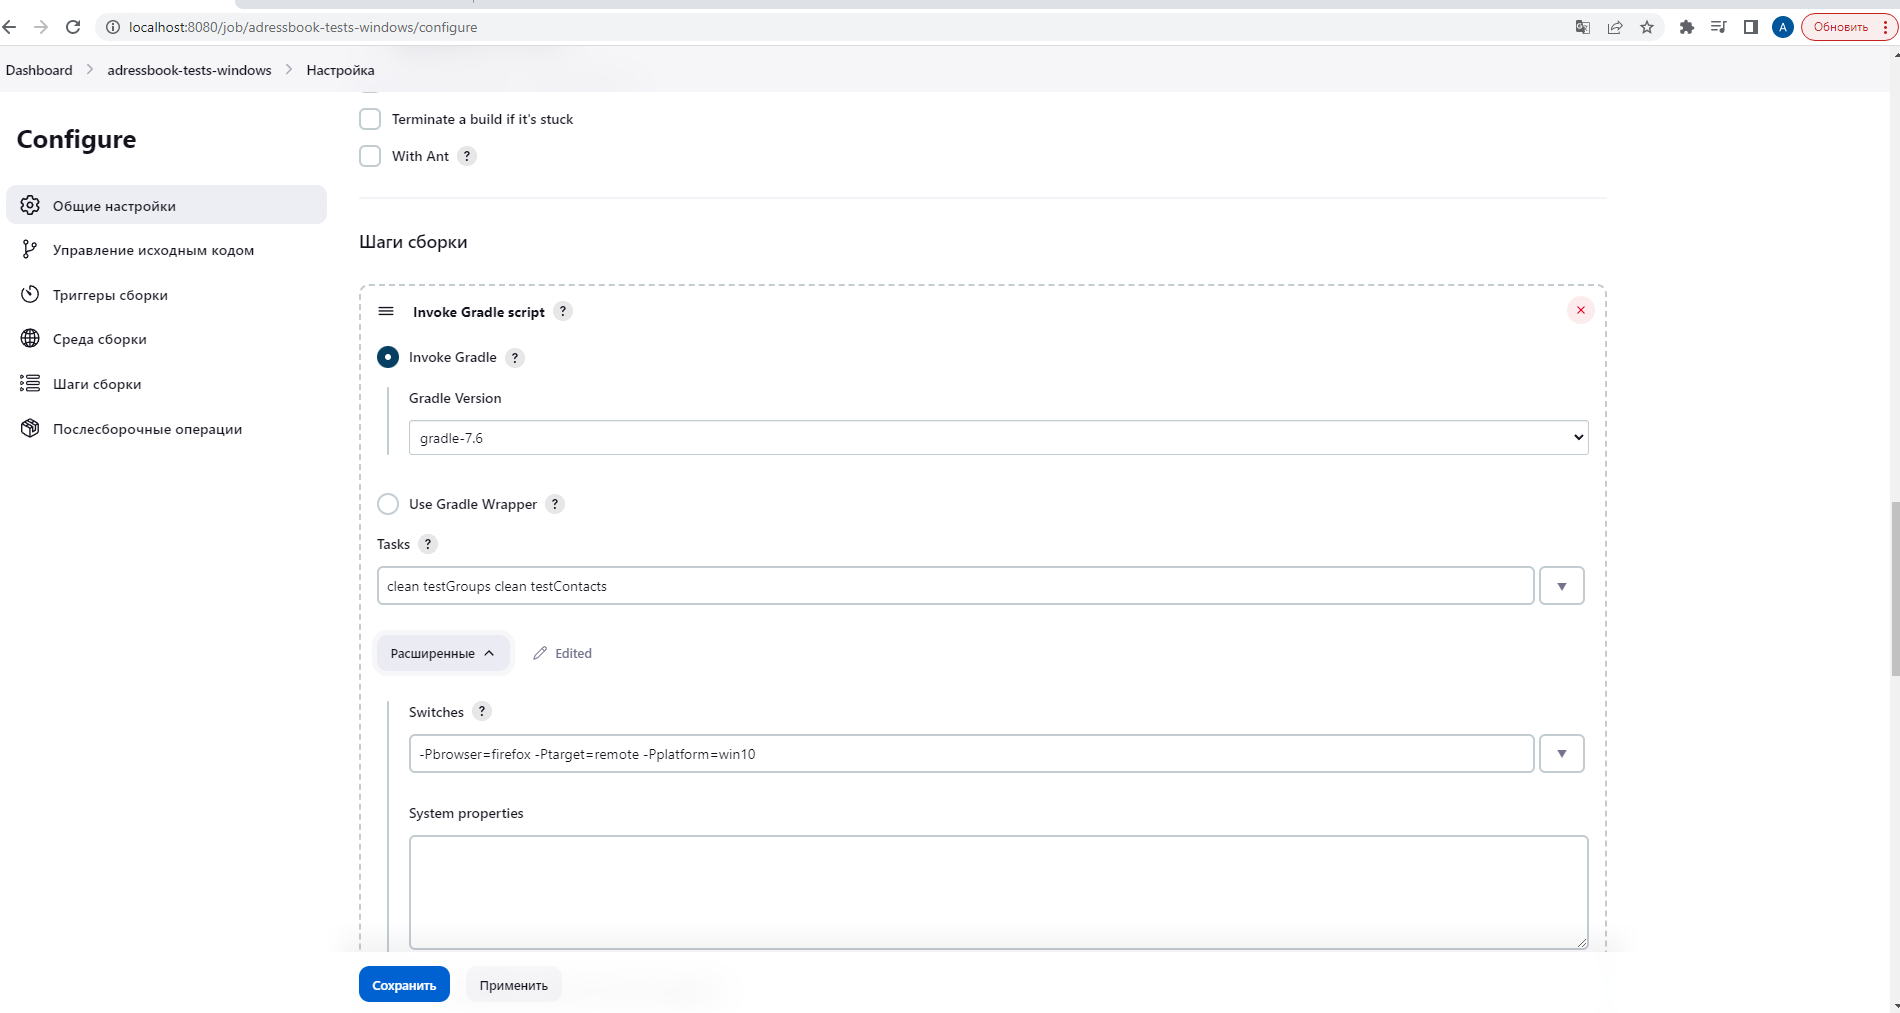 localhost:8080/job/adressbook-tests-windows/configure
A
Обновить
Dashboard > adressbook-tests-windows > Настройка
Configure
Общие настройки
Управление исходным кодом
Триггеры сборки
Среда сборки
Шаги сборки
Послесборочные операции
Terminate a build if it's stuck
With Ant ?
Шаги сборки
Invoke Gradle script ?
Invoke Gradle ?
Gradle Version
gradle-7.6
Use Gradle Wrapper ?
Tasks ?
clean testGroups clean testContacts
Расширенные
Edited
Switches ?
-Pbrowser=firefox -Ptarget=remote -Pplatform=win10
System properties
Сохранить
Применить